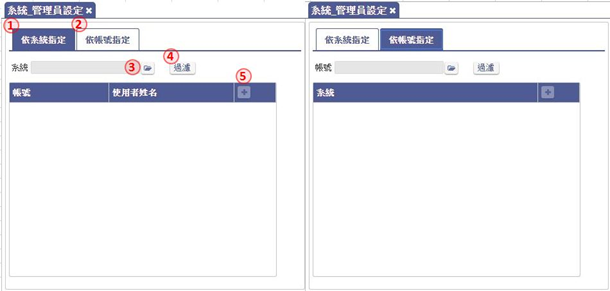 系統_管理員設定 ×
① ②
依系統指定 依帳號指定
系統 ③ ④ 過濾
⑤
帳號 使用者姓名 +
系統_管理員設定 ×
依系統指定 依帳號指定
帳號 過濾
系統 +